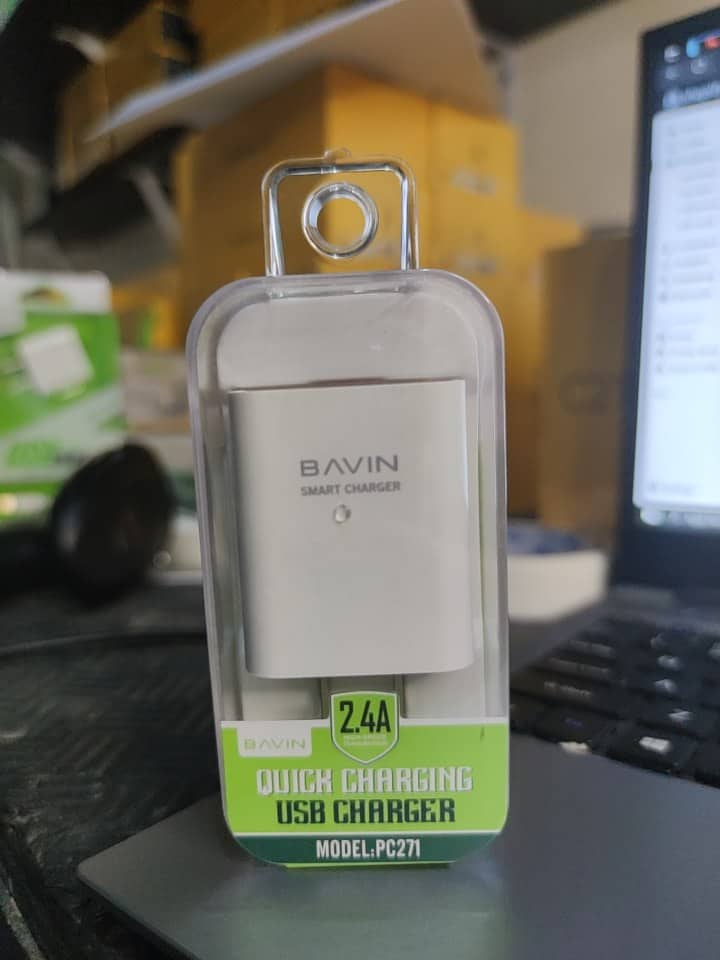 BAVIN
SMART CHARGER
2.4A
BAVIN
QUICK CHARGING
USB CHARGER
MODEL:PC271